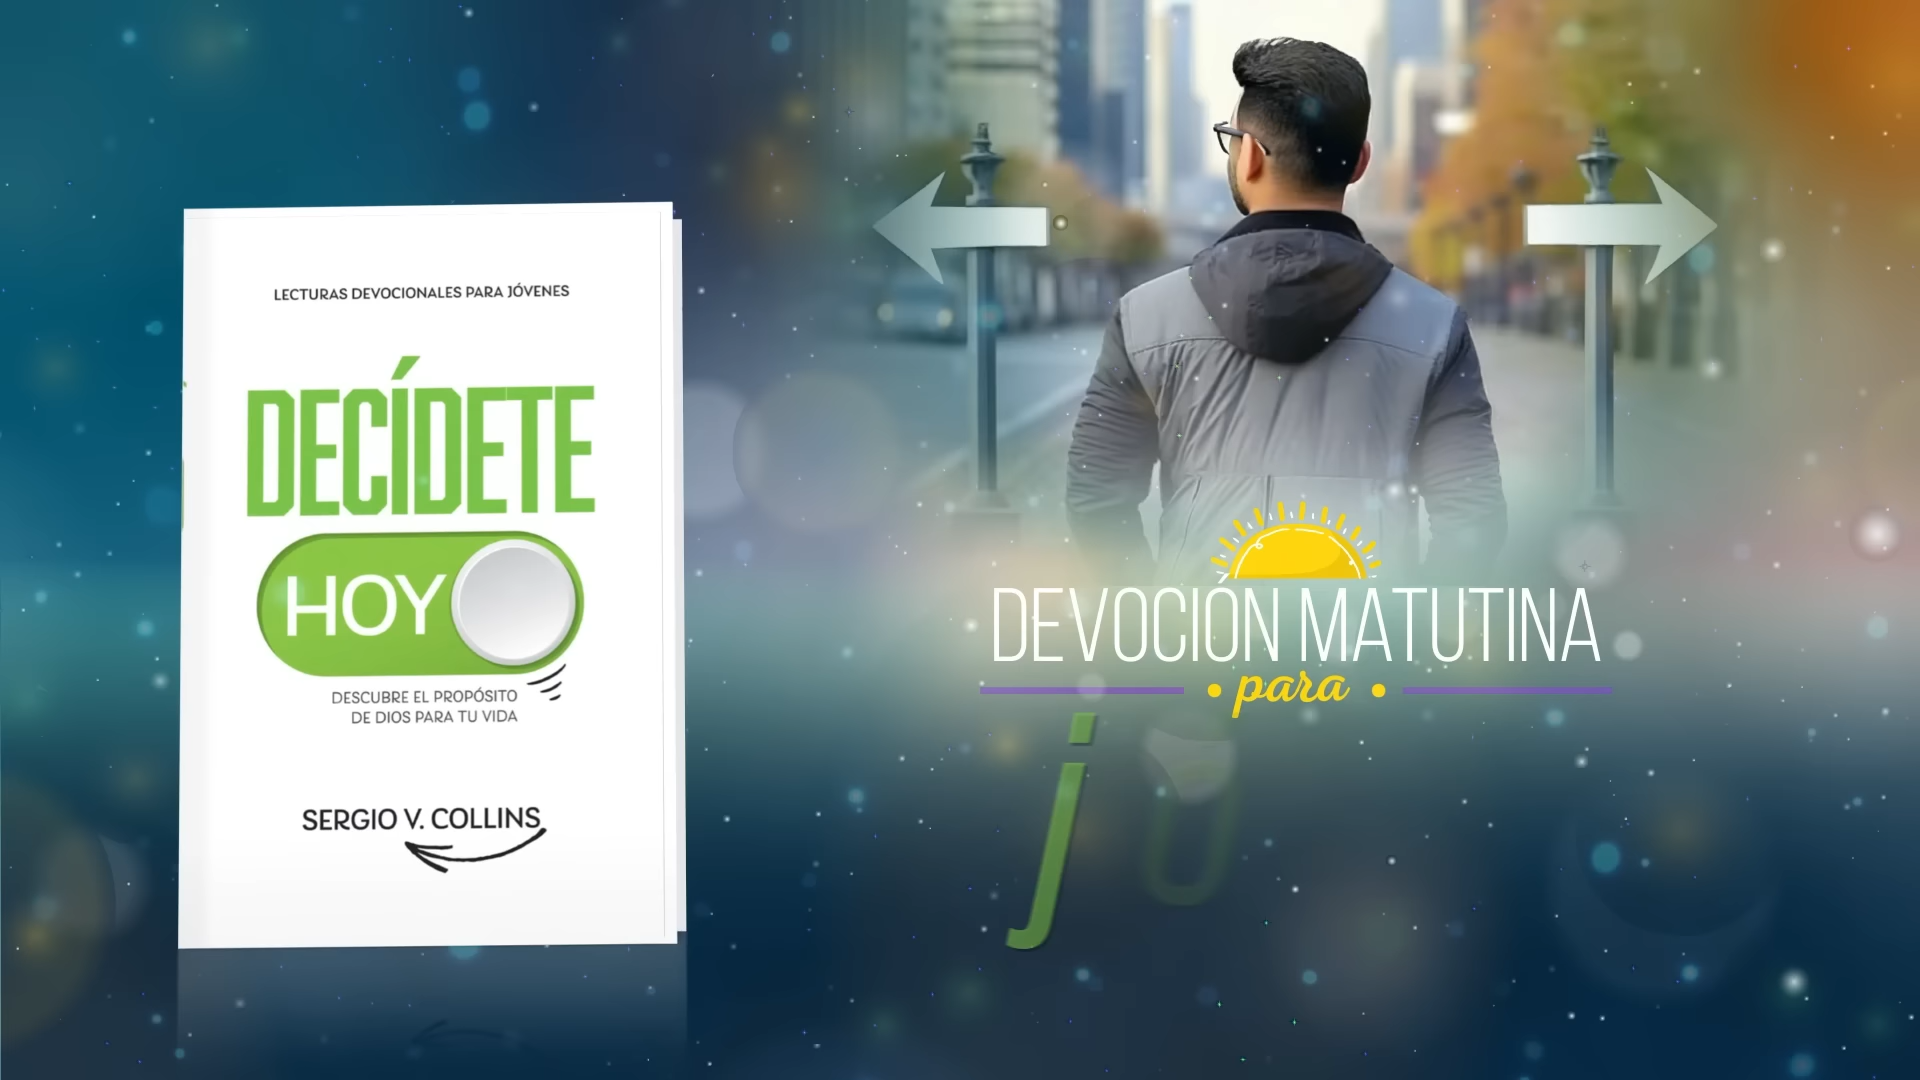 LECTURAS DEVOCIONALES PARA JÓVENES
DECÍDETE
HOY
DESCUBRE EL PROPÓSITO
DE DIOS PARA TU VIDA
SERGIO V. COLLINS
DEVOCIÓN MATUTINA
para
jo